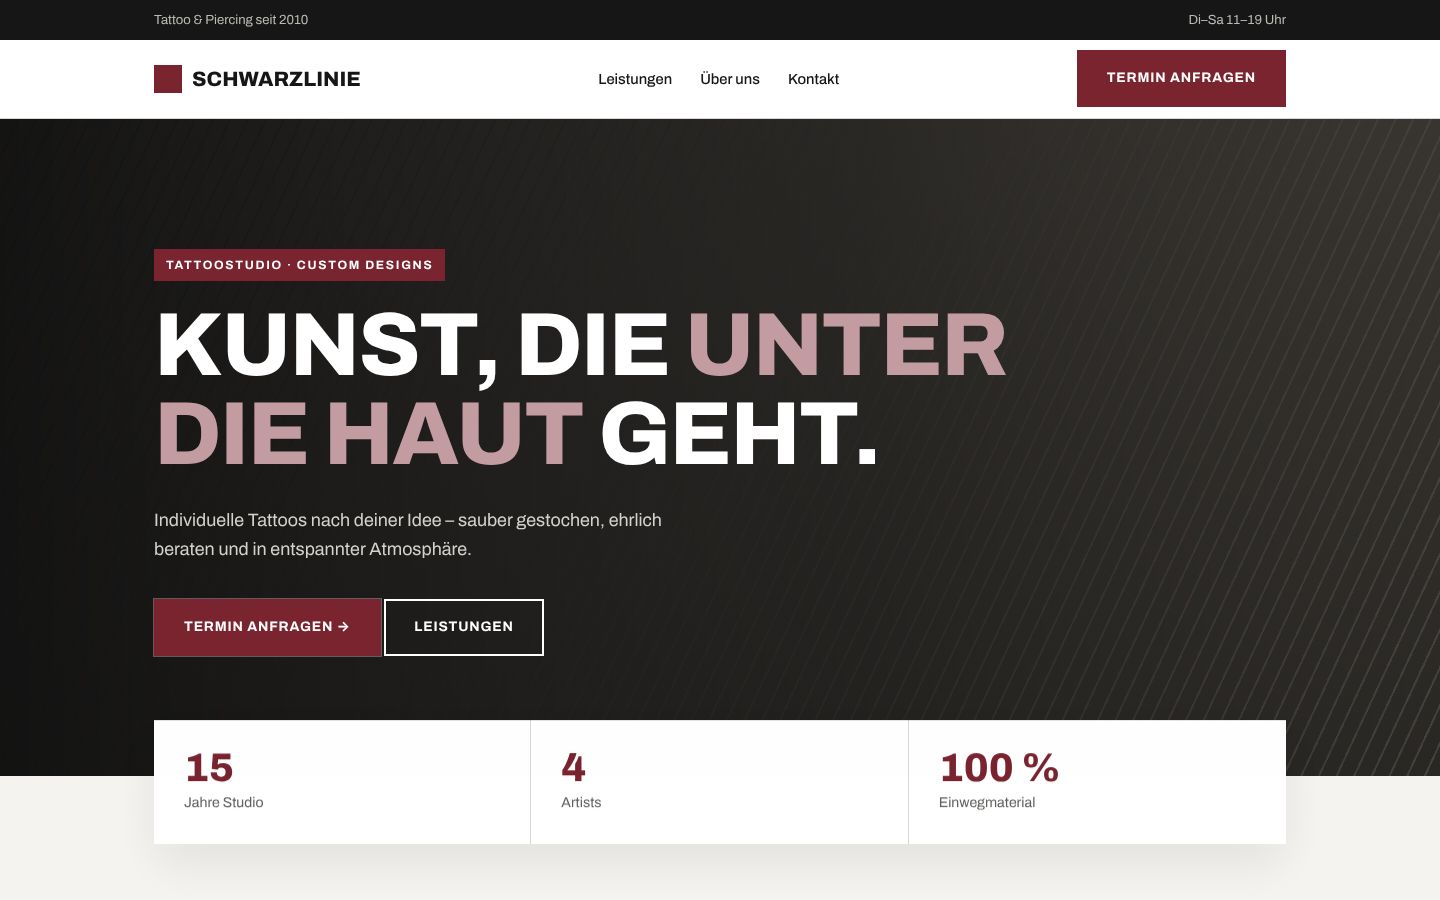 Tattoo & Piercing seit 2010
Di–Sa 11–19 Uhr
SCHWARZLINIE
Leistungen
Über uns
Kontakt
TERMIN ANFRAGEN
TATTOOSTUDIO · CUSTOM DESIGNS
KUNST, DIE UNTER
DIE HAUT GEHT.
Individuelle Tattoos nach deiner Idee – sauber gestochen, ehrlich
beraten und in entspannter Atmosphäre.
TERMIN ANFRAGEN →
LEISTUNGEN
15
Jahre Studio
4
Artists
100 %
Einwegmaterial